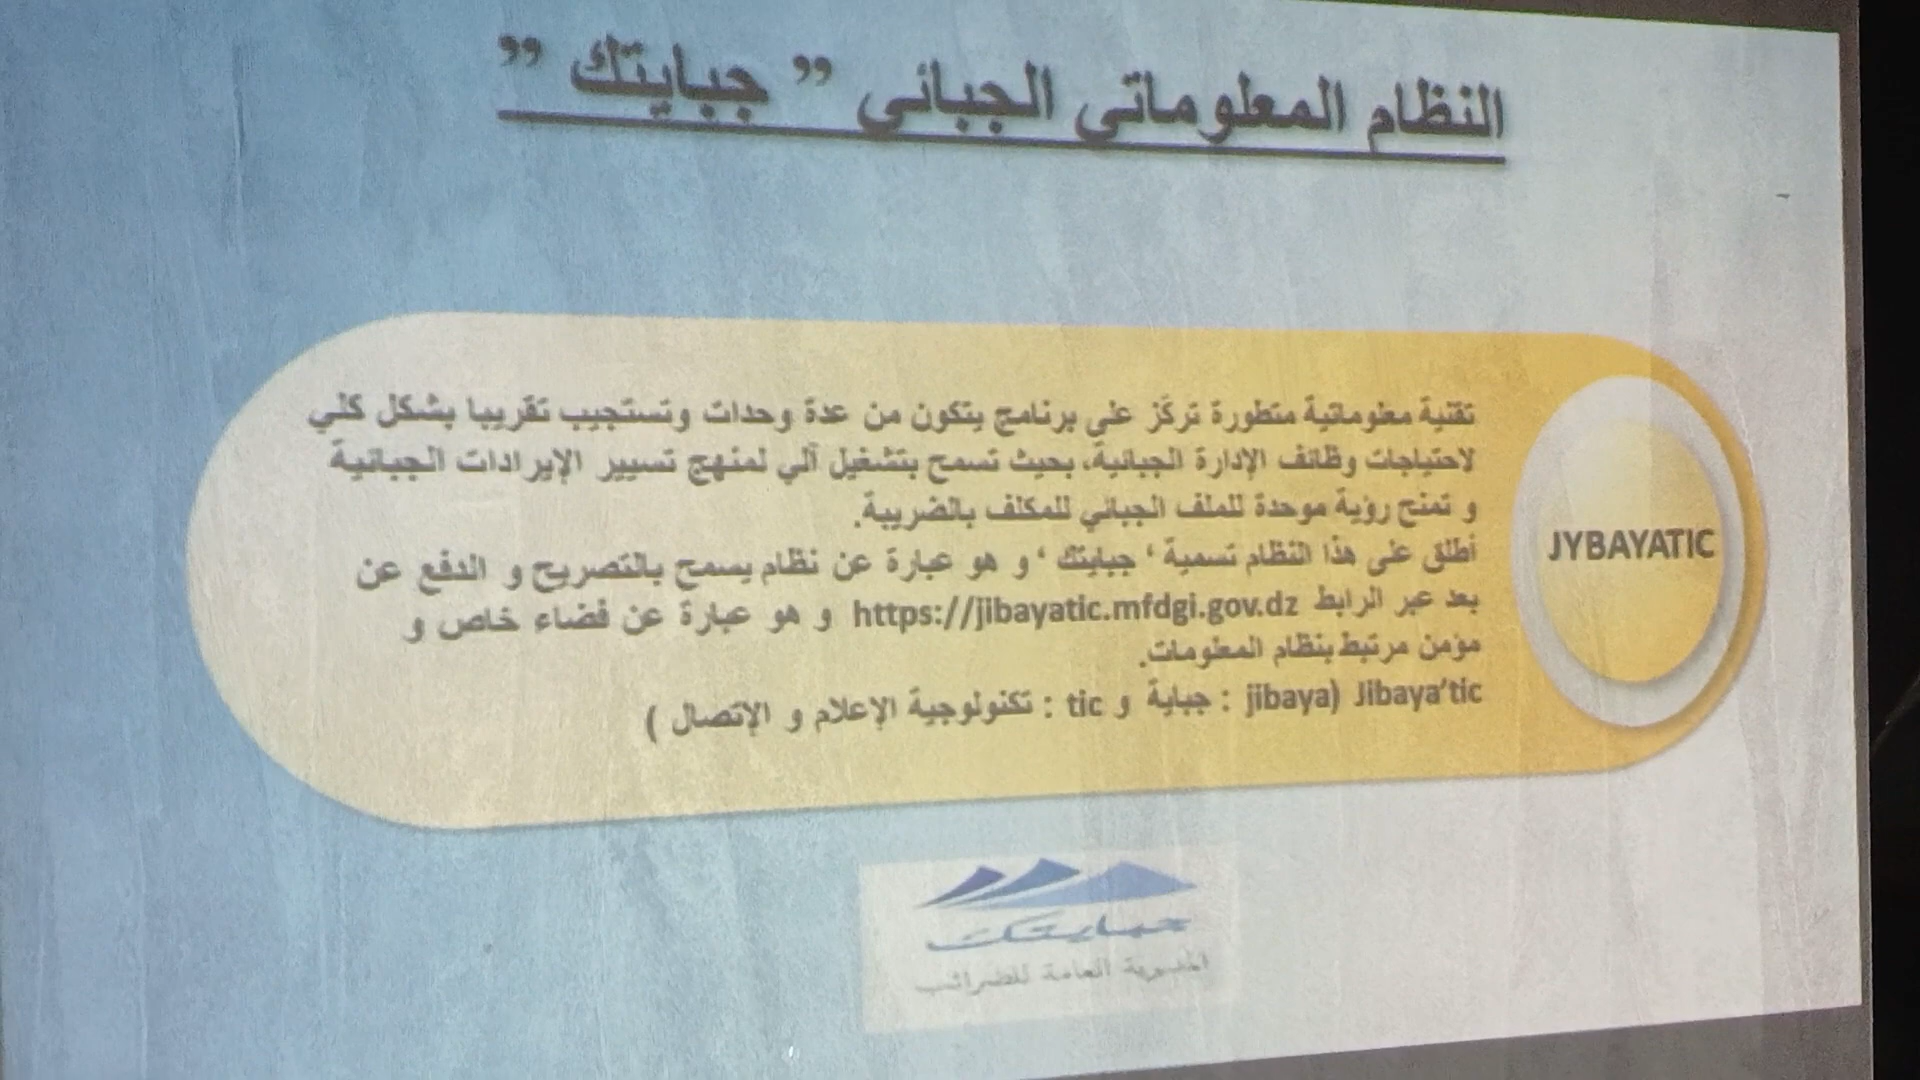 النظام المعلوماتي الجبائي ” جبايتك ”
تقنية معلوماتية متطورة تركّز على برنامج يتكون من عدة وحدات وتستجيب تقريبا بشكل كلي
لاحتياجات وظائف الإدارة الجبائية، بحيث تسمح بتشغيل آلي لمنهج تسيير الإيرادات الجبائية
و تمنح رؤية موحدة للملف الجبائي للمكلف بالضريبة.
أطلق على هذا النظام تسمية ‘ جبايتك ‘ و هو عبارة عن نظام يسمح بالتصريح و الدفع عن
بعد عبر الرابط https://jibayatic.mfdgi.gov.dz و هو عبارة عن فضاء خاص و
مؤمن مرتبط بنظام المعلومات.
Jibaya’tic (jibaya : جباية و tic : تكنولوجية الإعلام و الإتصال )
JYBAYATIC
جبايتك
المديرية العامة للضرائب